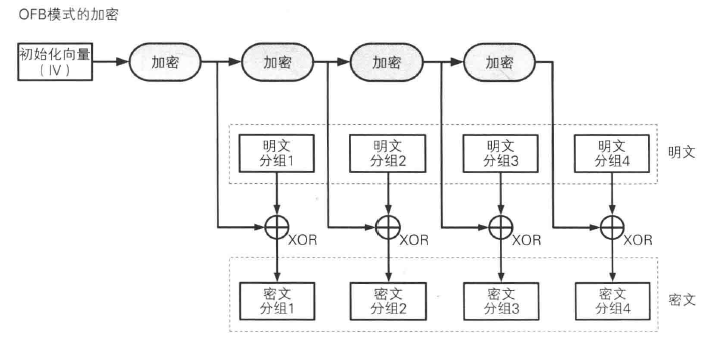 OFB模式的加密
初始化向量
(IV)
加密
加密
加密
加密
明文
分组1
明文
分组2
明文
分组3
明文
分组4
明文
XOR
XOR
XOR
XOR
密文
分组1
密文
分组2
密文
分组3
密文
分组4
密文